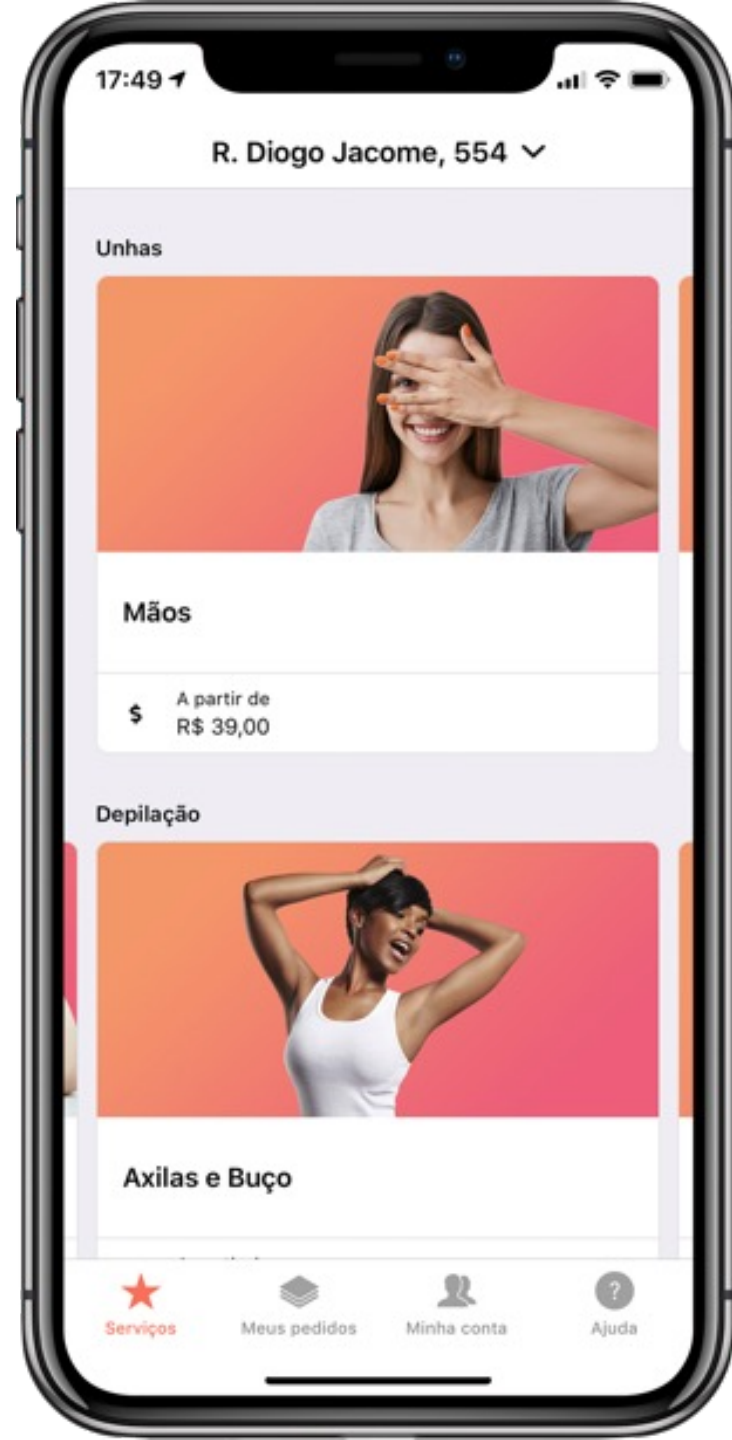 17:49
R. Diogo Jacome, 554
Unhas
Mãos
$
A partir de
R$ 39,00
Depilação
Axilas e Buço
Serviços
Meus pedidos
Minha conta
?
Ajuda